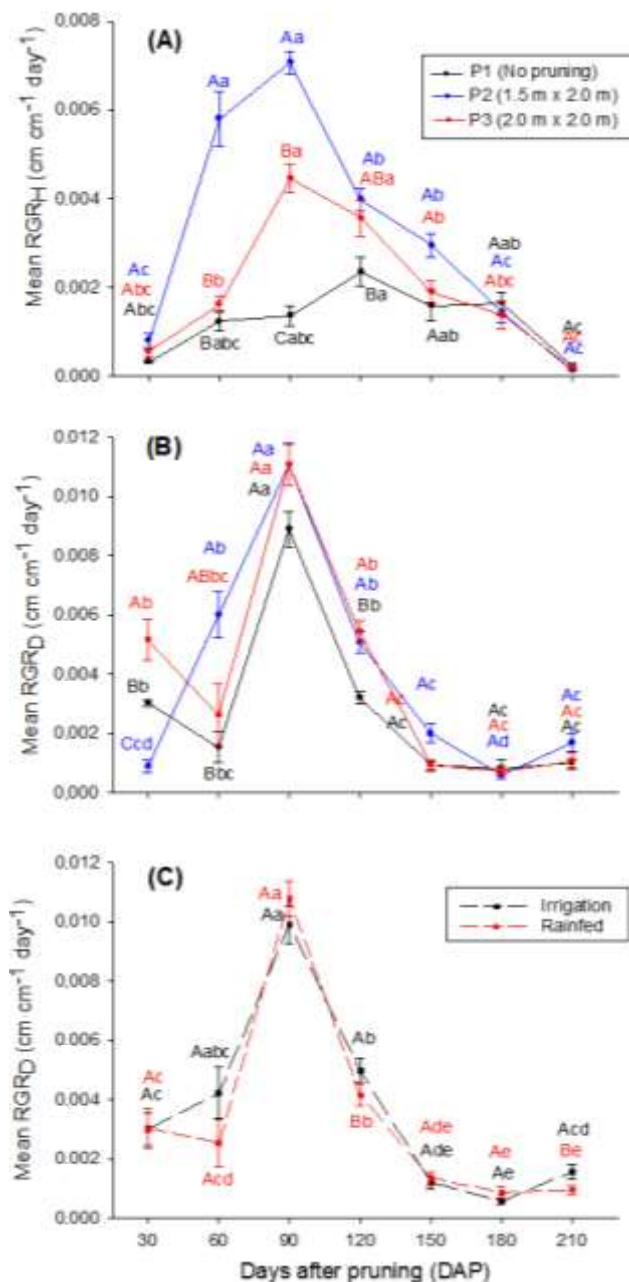 (A)
Mean RGRH (cm cm⁻¹ day⁻¹)
0.008
0.006
0.004
0.002
0.000
P1 (No pruning)
P2 (1.5 m x 2.0 m)
P3 (2.0 m x 2.0 m)
Ac
Abc
Abc
Aa
Bb
Babc
Aa
Ba
Cabc
Ab
ABa
Ba
Ab
Ab
Aab
Aab
Ac
Abc
Ac
Ac
(B)
Mean RGRD (cm cm⁻¹ day⁻¹)
0.012
0.010
0.008
0.006
0.004
0.002
0.000
Ab
Bb
Ccd
Ab
ABbc
Bbc
Aa
Aa
Aa
Ab
Ab
Bb
Ac
Ac
Ac
Ac
Ac
Ad
Ac
Ac
Ac
(C)
Mean RGRD (cm cm⁻¹ day⁻¹)
0.012
0.010
0.008
0.006
0.004
0.002
0.000
Irrigation
Rainfed
Ac
Ac
Aabc
Acd
Aa
Aa
Ab
Bb
Ade
Ade
Ae
Ae
Acd
Be
30 60 90 120 150 180 210
Days after pruning (DAP)